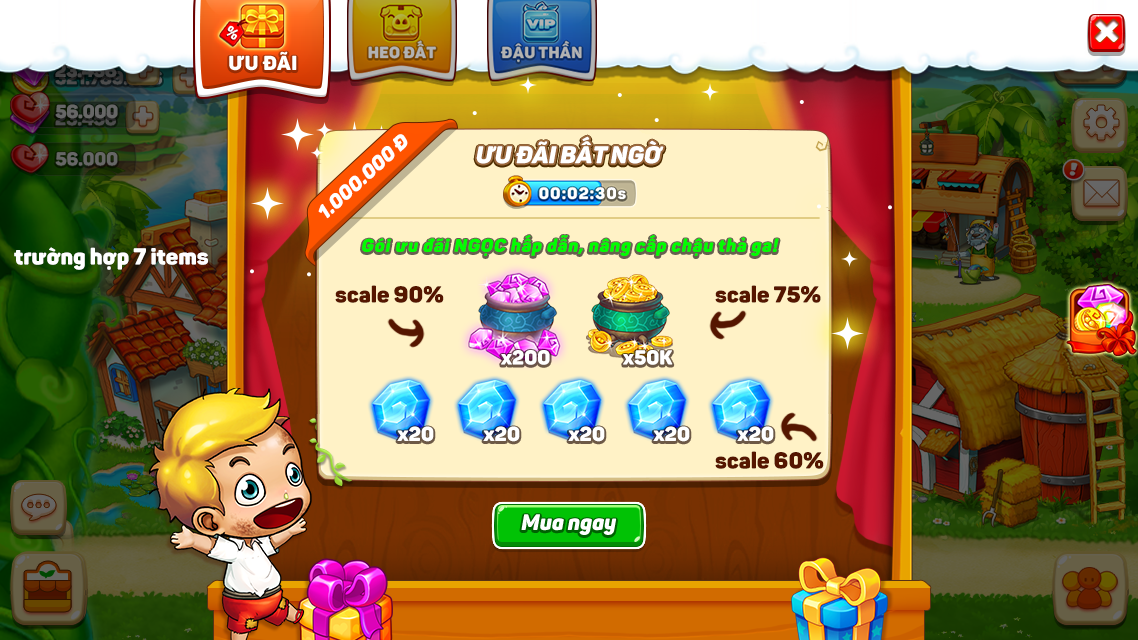 %
ƯU ĐÃI
HEO ĐẤT
VIP
ĐẬU THẦN
56.000
56.000
1.000.000 Đ
ƯU ĐÃI BẤT NGỜ
00:02:30s
Gói ưu đãi NGỌC hấp dẫn, nâng cấp chậu thả ga!
trường hợp 7 items
scale 90%
scale 75%
x200
x50K
x20
x20
x20
x20
x20
scale 60%
Mua ngay